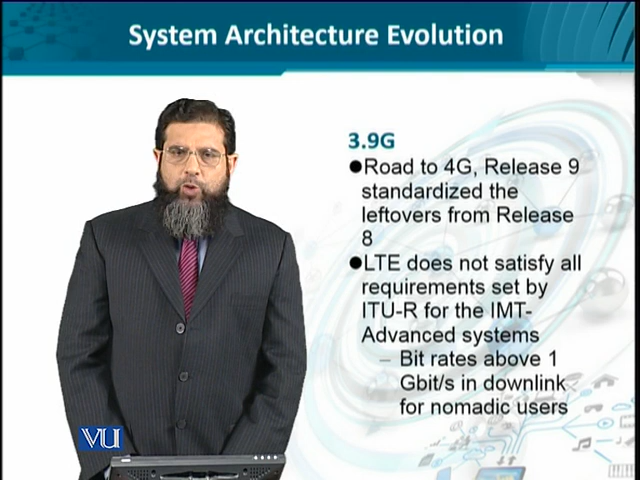 System Architecture Evolution
3.9G
●Road to 4G, Release 9
standardized the
leftovers from Release
8
●LTE does not satisfy all
requirements set by
ITU-R for the IMT-
Advanced systems
– Bit rates above 1
Gbit/s in downlink
for nomadic users
VU